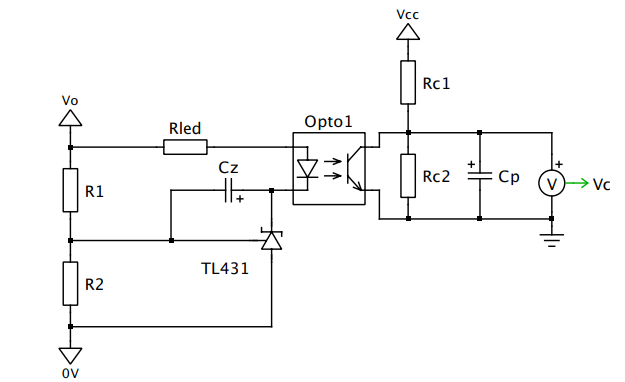 Vcc
Rc1
Vo
Rled
Opto1
Cz
+
R1
Rc2
+
Cp
+
V
Vc
TL431
R2
0V